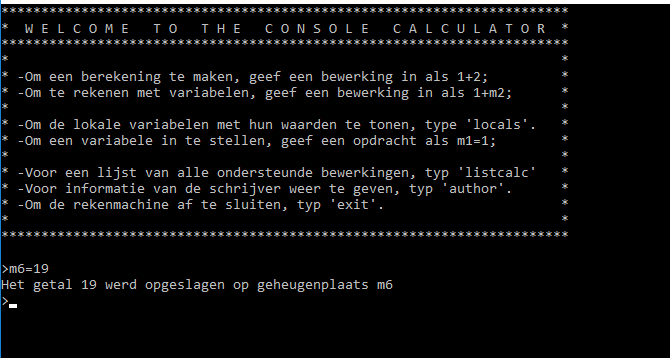 ***********************************************************************
*  W E L C O M E   T O   T H E   C O N S O L E   C A L C U L A T O R  *
***********************************************************************
*                                                                     *
* -Om een berekening te maken, geef een bewerking in als 1+2;         *
* -Om te rekenen met variabelen, geef een bewerking in als 1+m2;      *
*                                                                     *
* -Om de lokale variabelen met hun waarden te tonen, type 'locals'.   *
* -Om een variabele in te stellen, geef een opdracht als m1=1;        *
*                                                                     *
* -Voor een lijst van alle ondersteunde bewerkingen, typ 'listcalc'   *
* -Voor informatie van de schrijver weer te geven, typ 'author'.      *
* -Om de rekenmachine af te sluiten, typ 'exit'.                      *
*                                                                     *
***********************************************************************
>m6=19
Het getal 19 werd opgeslagen op geheugenplaats m6
>